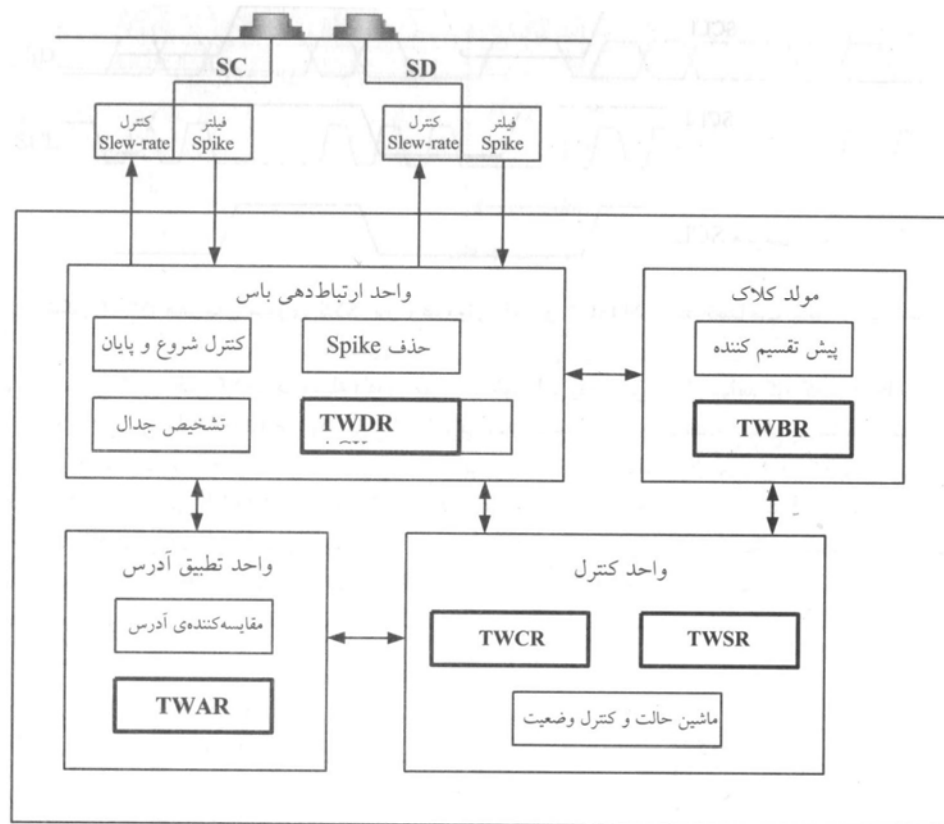 SCL1
SC
SD
کنترل
Slew-rate
فیلتر
Spike
کنترل
Slew-rate
فیلتر
Spike
واحد ارتباط‌دهی باس
کنترل شروع و پایان
حذف Spike
تشخیص جدال
TWDR
مولد کلاک
پیش تقسیم کننده
TWBR
واحد تطبیق آدرس
مقایسه‌کننده‌ی آدرس
TWAR
واحد کنترل
TWCR
TWSR
ماشین حالت و کنترل وضعیت